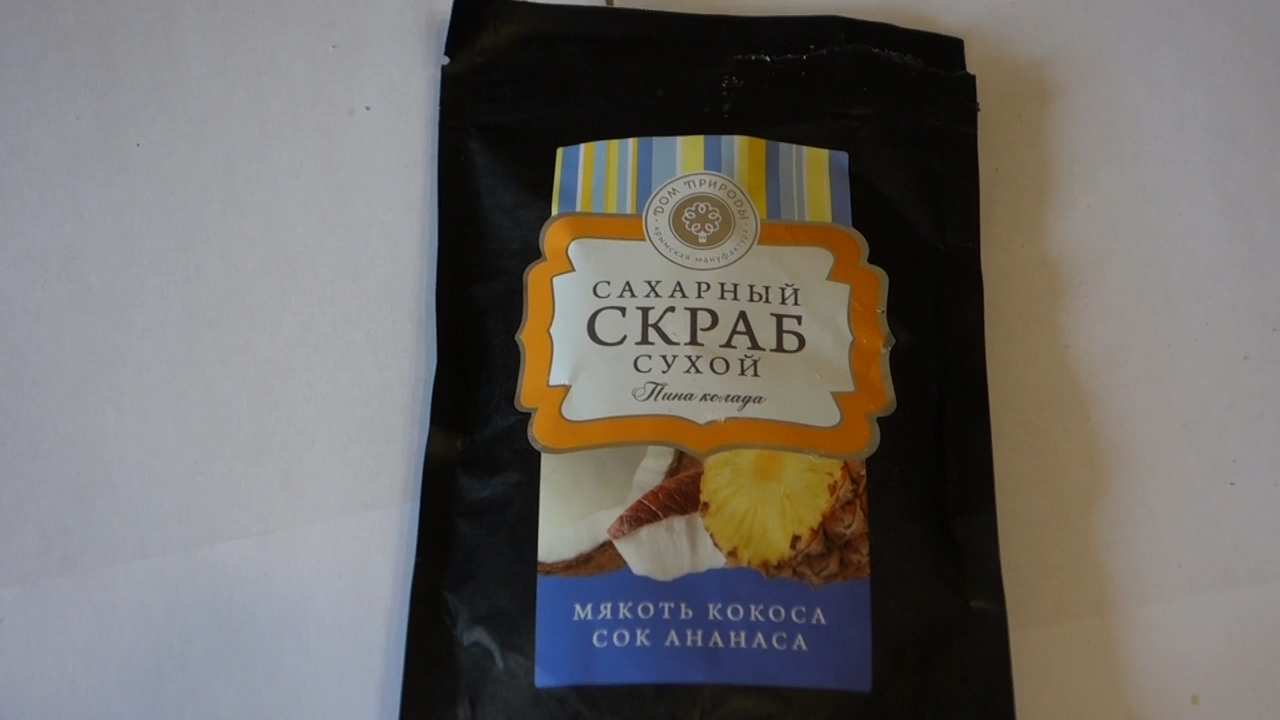 ДОМ ПРИРОДЫ
крымская мануфактура
САХАРНЫЙ
СКРАБ
СУХОЙ
Пина колада
МЯКОТЬ КОКОСА
СОК АНАНАСА